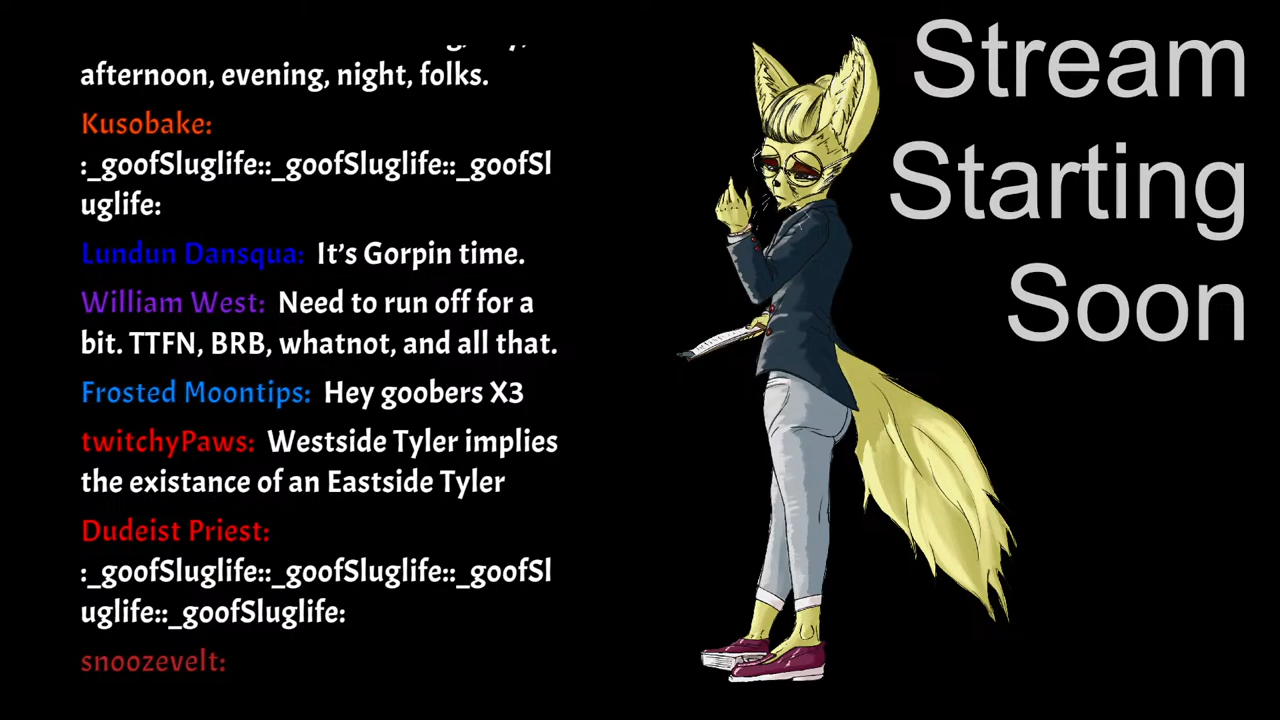 afternoon, evening, night, folks.
Kusobake:
:_goofSluglife::_goofSluglife::_goofSl
uglife:
Lundun Dansqua: It’s Gorpin time.
William West: Need to run off for a
bit. TTFN, BRB, whatnot, and all that.
Frosted Moontips: Hey goobers X3
twitchyPaws: Westside Tyler implies
the existance of an Eastside Tyler
Dudeist Priest:
:_goofSluglife::_goofSluglife::_goofSl
uglife::_goofSluglife:
snoozevelt:
Stream
Starting
Soon